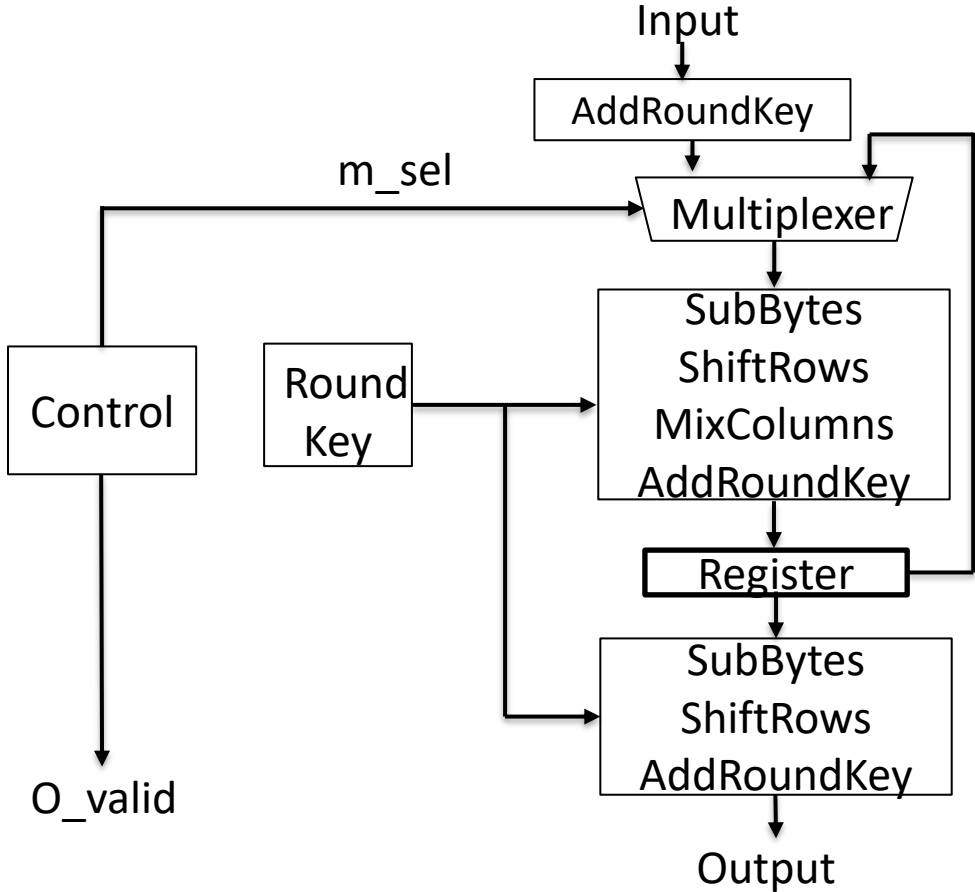 Input
AddRoundKey
m_sel
Multiplexer
SubBytes
ShiftRows
MixColumns
AddRoundKey
Control
Round
Key
Register
SubBytes
ShiftRows
AddRoundKey
O_valid
Output